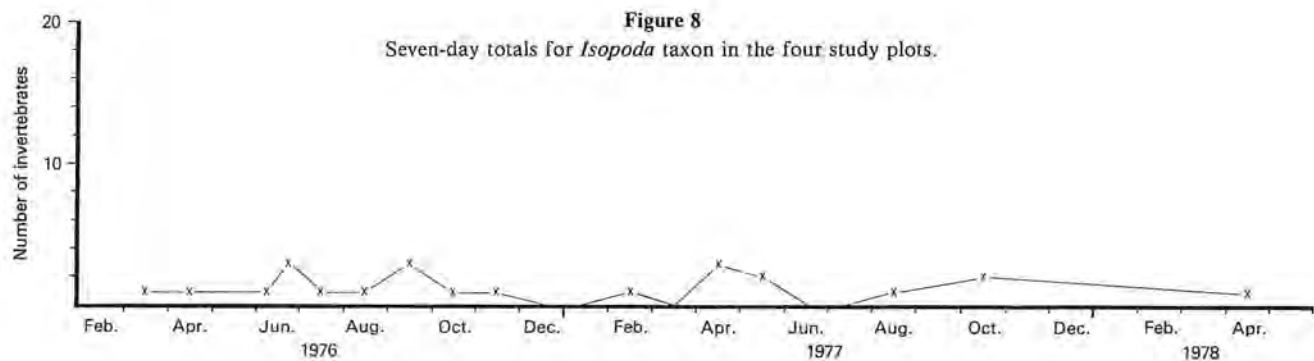 Figure 8
Seven-day totals for Isopoda taxon in the four study plots.
Number of invertebrates
20
10
Feb. Apr. Jun. Aug. Oct. Dec. Feb. Apr. Jun. Aug. Oct. Dec. Feb. Apr.
1976 1977 1978